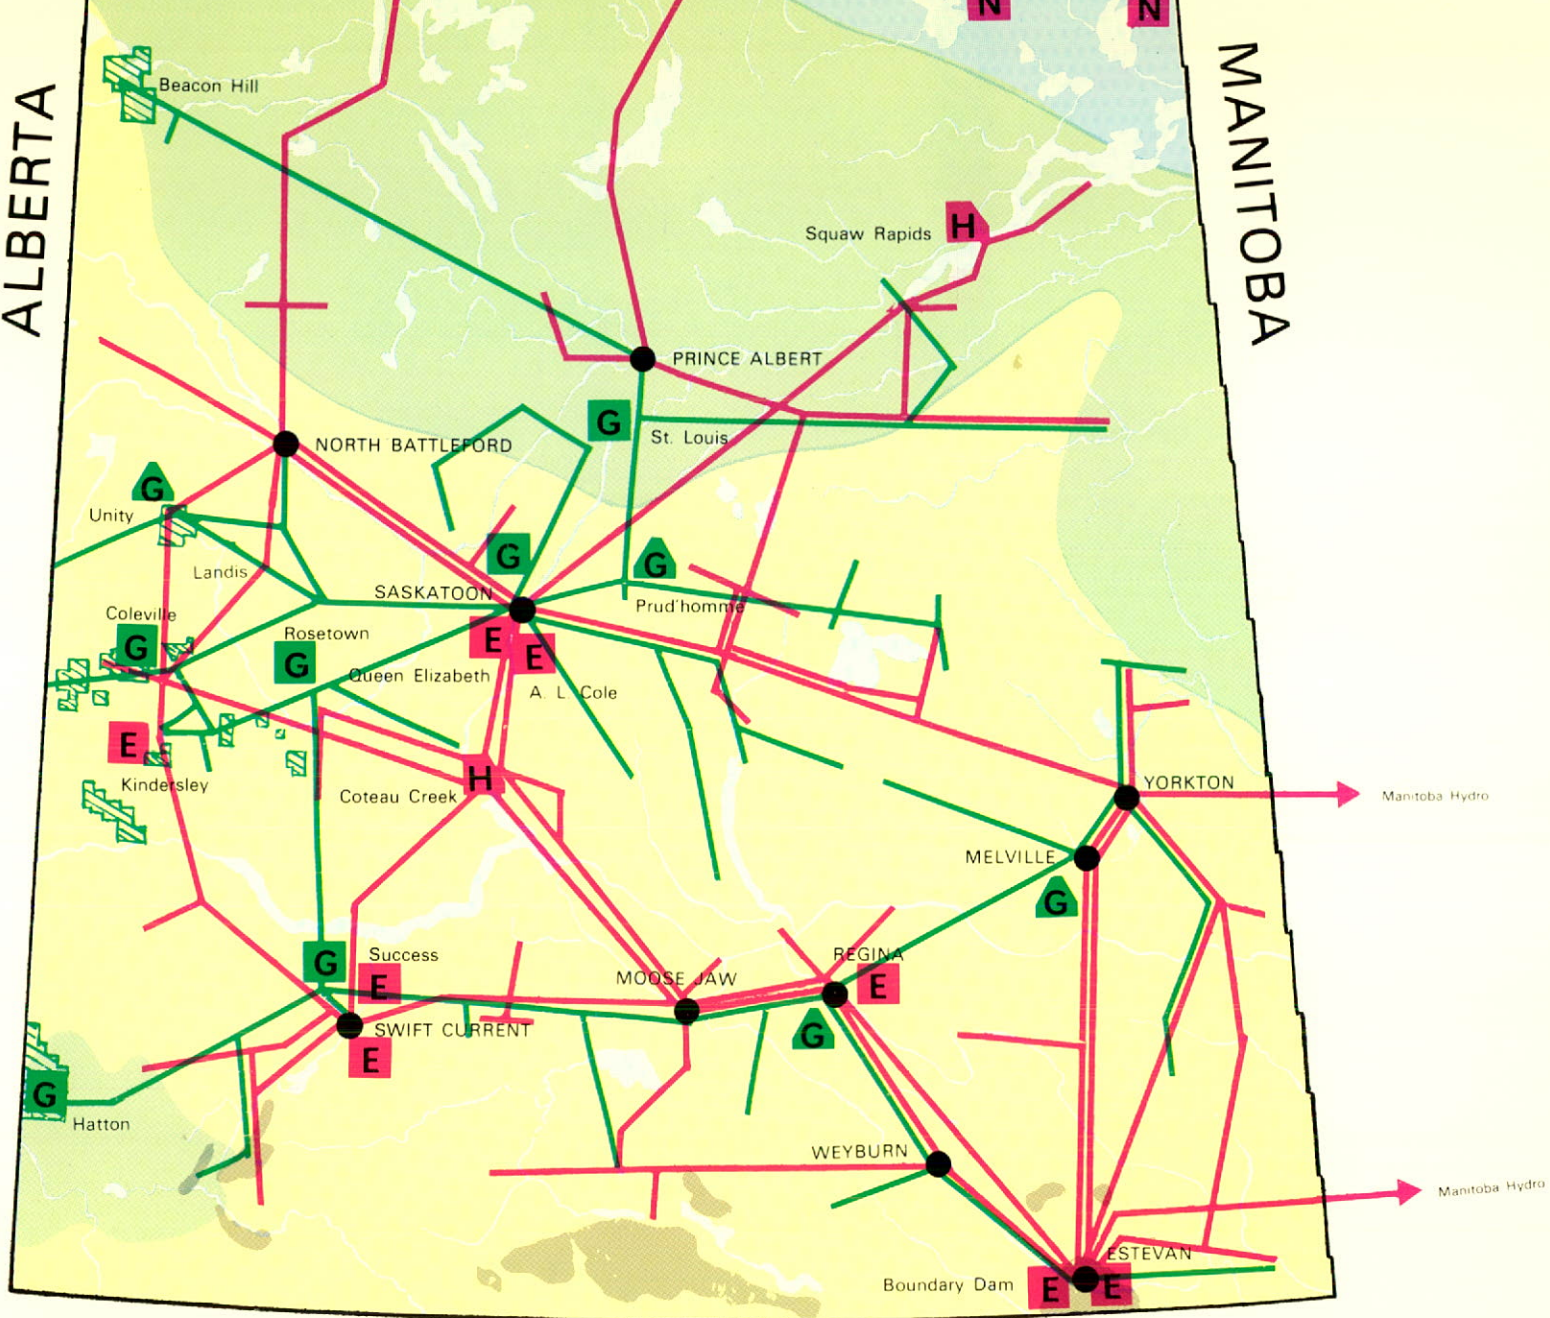 N
N
MANITOBA
ALBERTA
Beacon Hill
Squaw Rapids
H
PRINCE ALBERT
G
St. Louis
NORTH BATTLEFORD
G
Unity
G
G
Landis
SASKATOON
Prud'homme
Coleville
G
Rosetown
G
E
E
Queen Elizabeth
A. L. Cole
E
Kindersley
H
Coteau Creek
YORKTON
Manitoba Hydro
MELVILLE
G
Success
G
E
MOOSE JAW
REGINA
E
SWIFT CURRENT
G
E
G
Hatton
WEYBURN
Manitoba Hydro
ESTEVAN
Boundary Dam
E
E